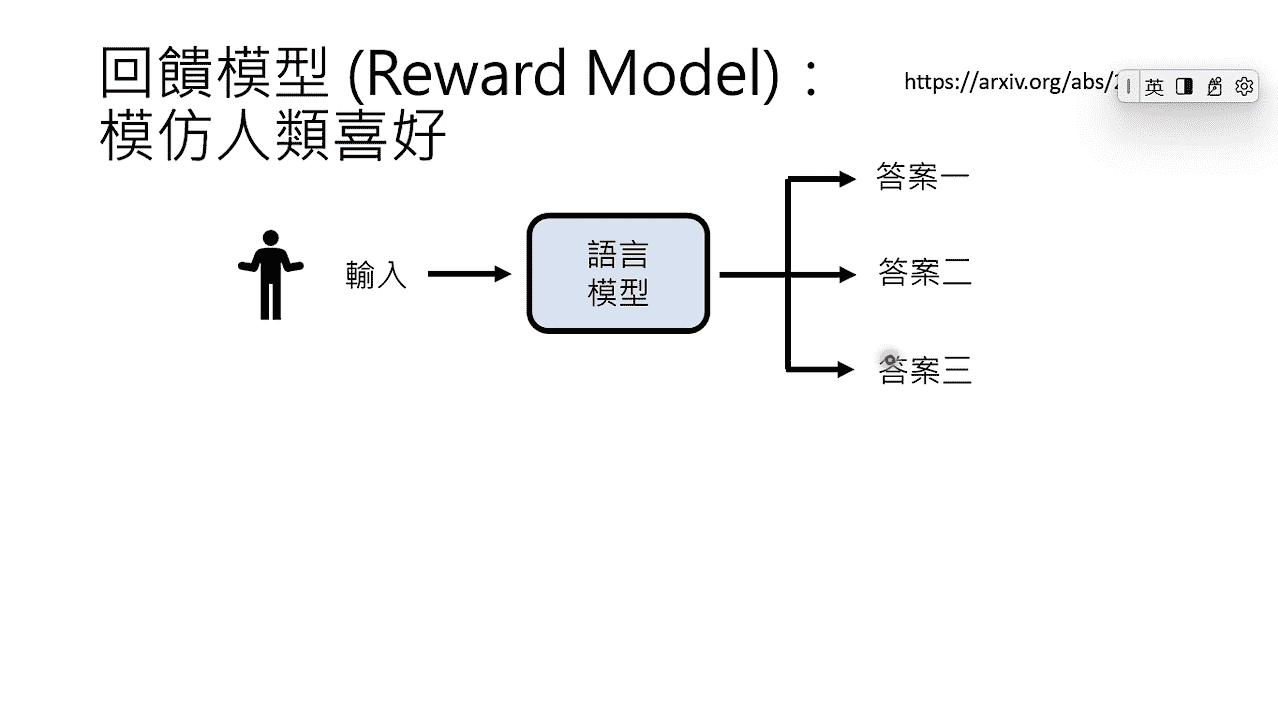 回饋模型 (Reward Model)：
模仿人類喜好
https://arxiv.org/abs/
英
輸入
語言
模型
答案一
答案二
答案三